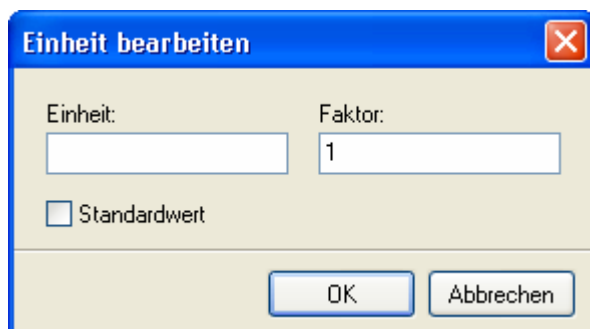 Einheit bearbeiten
Einheit: Faktor:
1
Standardwert
OK Abbrechen